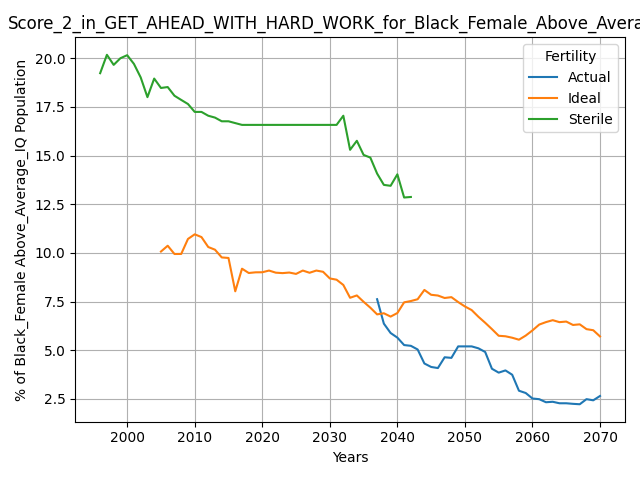 Score_2_in_GET_AHEAD_WITH_HARD_WORK_for_Black_Female_Above_Avera
Fertility
Actual
Ideal
Sterile
% of Black_Female Above_Average_IQ Population
20.0
17.5
15.0
12.5
10.0
7.5
5.0
2.5
2000 2010 2020 2030 2040 2050 2060 2070
Years